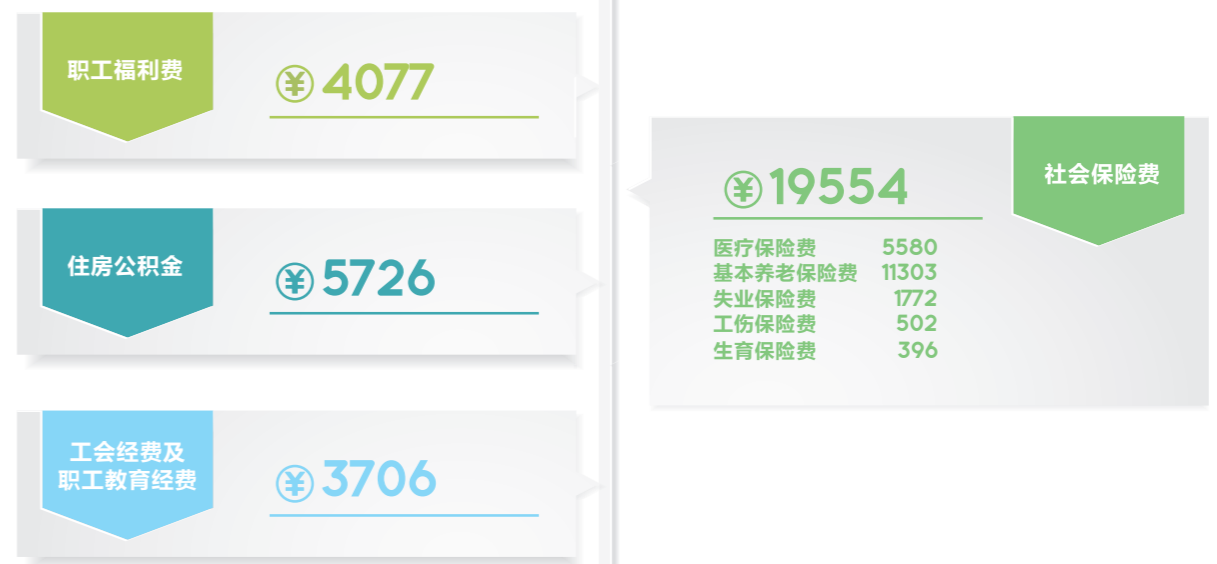 职工福利费
¥ 4077
住房公积金
¥ 5726
工会经费及
职工教育经费
¥ 3706
社会保险费
¥ 19554
医疗保险费 5580
基本养老保险费 11303
失业保险费 1772
工伤保险费 502
生育保险费 396